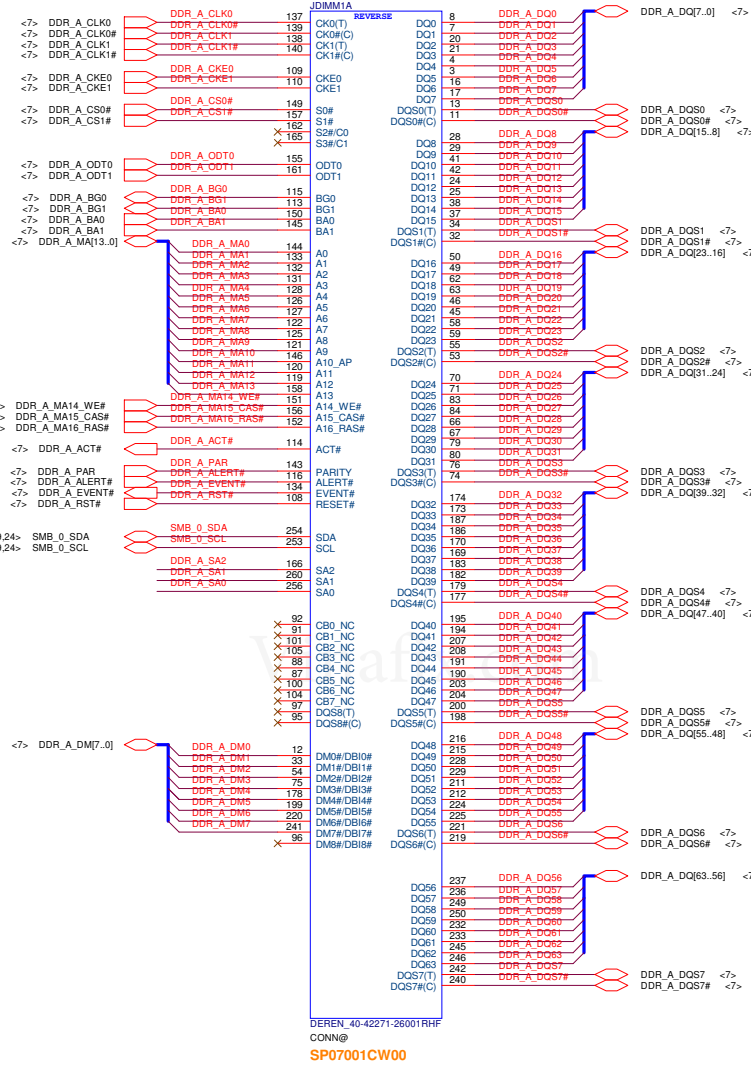 JDIMM1A
REVERSE
<7> DDR_A_CLK0 DDR_A_CLK0 137 CK0(T)
<7> DDR_A_CLK0# DDR_A_CLK0# 139 CK0#(C)
<7> DDR_A_CLK1 DDR_A_CLK1 138 CK1(T)
<7> DDR_A_CLK1# DDR_A_CLK1# 140 CK1#(C)
<7> DDR_A_CKE0 DDR_A_CKE0 109 CKE0
<7> DDR_A_CKE1 DDR_A_CKE1 110 CKE1
<7> DDR_A_CS0# DDR_A_CS0# 149 S0#
<7> DDR_A_CS1# DDR_A_CS1# 157 S1#
162 S2#/C0
165 S3#/C1
<7> DDR_A_ODT0 DDR_A_ODT0 155 ODT0
<7> DDR_A_ODT1 DDR_A_ODT1 161 ODT1
<7> DDR_A_BG0 DDR_A_BG0 115 BG0
<7> DDR_A_BG1 DDR_A_BG1 113 BG1
<7> DDR_A_BA0 DDR_A_BA0 150 BA0
<7> DDR_A_BA1 DDR_A_BA1 145 BA1
<7> DDR_A_MA[13..0]
DDR_A_MA0 144 A0
DDR_A_MA1 133 A1
DDR_A_MA2 132 A2
DDR_A_MA3 131 A3
DDR_A_MA4 128 A4
DDR_A_MA5 126 A5
DDR_A_MA6 127 A6
DDR_A_MA7 122 A7
DDR_A_MA8 125 A8
DDR_A_MA9 121 A9
DDR_A_MA10 146 A10_AP
DDR_A_MA11 120 A11
DDR_A_MA12 119 A12
DDR_A_MA13 158 A13
> DDR_A_MA14_WE# DDR_A_MA14_WE# 151 A14_WE#
> DDR_A_MA15_CAS# DDR_A_MA15_CAS# 156 A15_CAS#
> DDR_A_MA16_RAS# DDR_A_MA16_RAS# 152 A16_RAS#
<7> DDR_A_ACT# DDR_A_ACT# 114 ACT#
<7> DDR_A_PAR DDR_A_PAR 143 PARITY
<7> DDR_A_ALERT# DDR_A_ALERT# 116 ALERT#
<7> DDR_A_EVENT# DDR_A_EVENT# 134 EVENT#
<7> DDR_A_RST# DDR_A_RST# 108 RESET#
,24> SMB_0_SDA SMB_0_SDA 254 SDA
,24> SMB_0_SCL SMB_0_SCL 253 SCL
DDR_A_SA2 166 SA2
DDR_A_SA1 260 SA1
DDR_A_SA0 256 SA0
92 CB0_NC
91 CB1_NC
101 CB2_NC
105 CB3_NC
88 CB4_NC
87 CB5_NC
100 CB6_NC
104 CB7_NC
97 DQS8(T)
95 DQS8#(C)
<7> DDR_A_DM[7..0]
DDR_A_DM0 12 DM0#/DBI0#
DDR_A_DM1 33 DM1#/DBI1#
DDR_A_DM2 54 DM2#/DBI2#
DDR_A_DM3 75 DM3#/DBI3#
DDR_A_DM4 178 DM4#/DBI4#
DDR_A_DM5 199 DM5#/DBI5#
DDR_A_DM6 220 DM6#/DBI6#
DDR_A_DM7 241 DM7#/DBI7#
96 DM8#/DBI8#
DQ0 8 DDR_A_DQ0 DDR_A_DQ[7..0] <7>
DQ1 7 DDR_A_DQ1
DQ2 20 DDR_A_DQ2
DQ3 21 DDR_A_DQ3
DQ4 4 DDR_A_DQ4
DQ5 3 DDR_A_DQ5
DQ6 16 DDR_A_DQ6
DQ7 17 DDR_A_DQ7
DQS0(T) 13 DDR_A_DQS0 DDR_A_DQS0 <7>
DQS0#(C) 11 DDR_A_DQS0# DDR_A_DQS0# <7>
DDR_A_DQ[15..8] <7
DQ8 28 DDR_A_DQ8
DQ9 29 DDR_A_DQ9
DQ10 41 DDR_A_DQ10
DQ11 42 DDR_A_DQ11
DQ12 24 DDR_A_DQ12
DQ13 25 DDR_A_DQ13
DQ14 38 DDR_A_DQ14
DQ15 37 DDR_A_DQ15
DQS1(T) 34 DDR_A_DQS1 DDR_A_DQS1 <7>
DQS1#(C) 32 DDR_A_DQS1# DDR_A_DQS1# <7>
DDR_A_DQ[23..16] <7
DQ16 50 DDR_A_DQ16
DQ17 49 DDR_A_DQ17
DQ18 62 DDR_A_DQ18
DQ19 63 DDR_A_DQ19
DQ20 46 DDR_A_DQ20
DQ21 45 DDR_A_DQ21
DQ22 58 DDR_A_DQ22
DQ23 59 DDR_A_DQ23
DQS2(T) 55 DDR_A_DQS2 DDR_A_DQS2 <7>
DQS2#(C) 53 DDR_A_DQS2# DDR_A_DQS2# <7>
DDR_A_DQ[31..24] <7
DQ24 70 DDR_A_DQ24
DQ25 71 DDR_A_DQ25
DQ26 83 DDR_A_DQ26
DQ27 84 DDR_A_DQ27
DQ28 66 DDR_A_DQ28
DQ29 67 DDR_A_DQ29
DQ30 79 DDR_A_DQ30
DQ31 80 DDR_A_DQ31
DQS3(T) 76 DDR_A_DQS3 DDR_A_DQS3 <7>
DQS3#(C) 74 DDR_A_DQS3# DDR_A_DQS3# <7>
DDR_A_DQ[39..32] <7
DQ32 174 DDR_A_DQ32
DQ33 173 DDR_A_DQ33
DQ34 187 DDR_A_DQ34
DQ35 186 DDR_A_DQ35
DQ36 170 DDR_A_DQ36
DQ37 169 DDR_A_DQ37
DQ38 183 DDR_A_DQ38
DQ39 182 DDR_A_DQ39
DQS4(T) 179 DDR_A_DQS4 DDR_A_DQS4 <7>
DQS4#(C) 177 DDR_A_DQS4# DDR_A_DQS4# <7>
DDR_A_DQ[47..40] <7
DQ40 195 DDR_A_DQ40
DQ41 194 DDR_A_DQ41
DQ42 207 DDR_A_DQ42
DQ43 208 DDR_A_DQ43
DQ44 191 DDR_A_DQ44
DQ45 190 DDR_A_DQ45
DQ46 203 DDR_A_DQ46
DQ47 204 DDR_A_DQ47
DQS5(T) 200 DDR_A_DQS5 DDR_A_DQS5 <7>
DQS5#(C) 198 DDR_A_DQS5# DDR_A_DQS5# <7>
DDR_A_DQ[55..48] <7
DQ48 216 DDR_A_DQ48
DQ49 215 DDR_A_DQ49
DQ50 228 DDR_A_DQ50
DQ51 229 DDR_A_DQ51
DQ52 211 DDR_A_DQ52
DQ53 212 DDR_A_DQ53
DQ54 224 DDR_A_DQ54
DQ55 225 DDR_A_DQ55
DQS6(T) 221 DDR_A_DQS6 DDR_A_DQS6 <7>
DQS6#(C) 219 DDR_A_DQS6# DDR_A_DQS6# <7>
DDR_A_DQ[63..56] <7
DQ56 237 DDR_A_DQ56
DQ57 236 DDR_A_DQ57
DQ58 249 DDR_A_DQ58
DQ59 250 DDR_A_DQ59
DQ60 232 DDR_A_DQ60
DQ61 233 DDR_A_DQ61
DQ62 245 DDR_A_DQ62
DQ63 246 DDR_A_DQ63
DQS7(T) 242 DDR_A_DQS7 DDR_A_DQS7 <7>
DQS7#(C) 240 DDR_A_DQS7# DDR_A_DQS7# <7>
DEREN_40-42271-26001RHF
CONN@
SP07001CW00